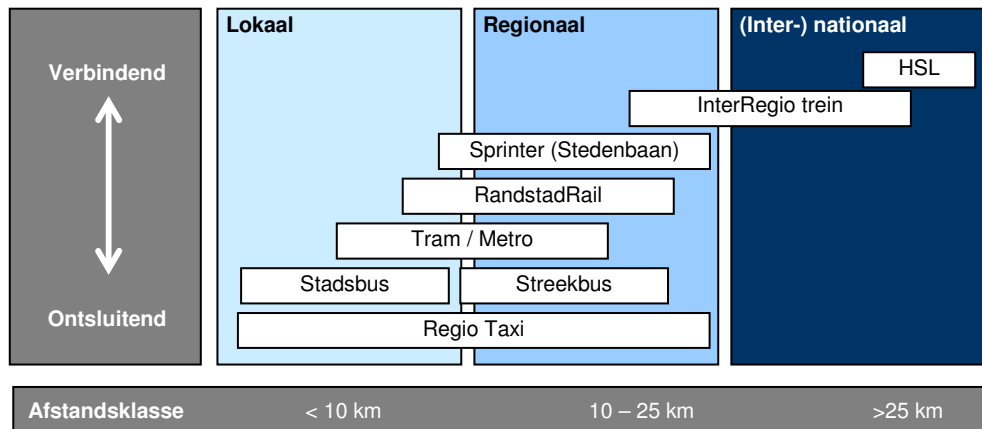 Lokaal
Regionaal
(Inter-) nationaal
Verbindend
HSL
InterRegio trein
Sprinter (Stedenbaan)
RandstadRail
Tram / Metro
Stadsbus
Streekbus
Ontsluitend
Regio Taxi
Afstandsklasse
< 10 km
10 – 25 km
>25 km